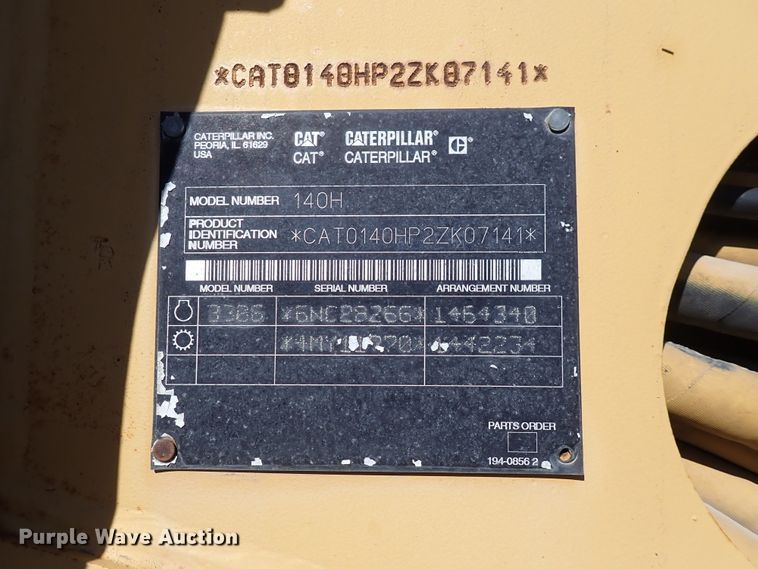 *CAT0140HP2ZK07141*
CATERPILLAR INC.
PEORIA, IL. 61629
USA
CAT® CATERPILLAR®
CAT® CATERPILLAR®
MODEL NUMBER 140H
PRODUCT
IDENTIFICATION
NUMBER *CAT0140HP2ZK07141*
MODEL NUMBER SERIAL NUMBER ARRANGEMENT NUMBER
3306 *6NC28266* 1464340
PARTS ORDER
194-0856 2
Purple Wave Auction